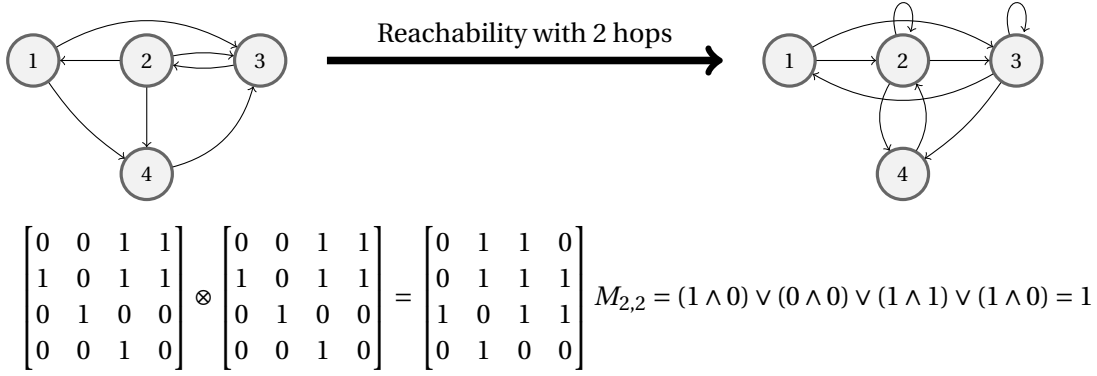 Reachability with 2 hops
1 2 3 1 2 3
4 4
[0 0 1 1] [0 0 1 1] [0 1 1 0]
[1 0 1 1] [1 0 1 1] [0 1 1 1]
⊗ = M₂,₂ = (1 ∧ 0) ∨ (0 ∧ 0) ∨ (1 ∧ 1) ∨ (1 ∧ 0) = 1
[0 1 0 0] [0 1 0 0] [1 0 1 1]
[0 0 1 0] [0 0 1 0] [0 1 0 0]